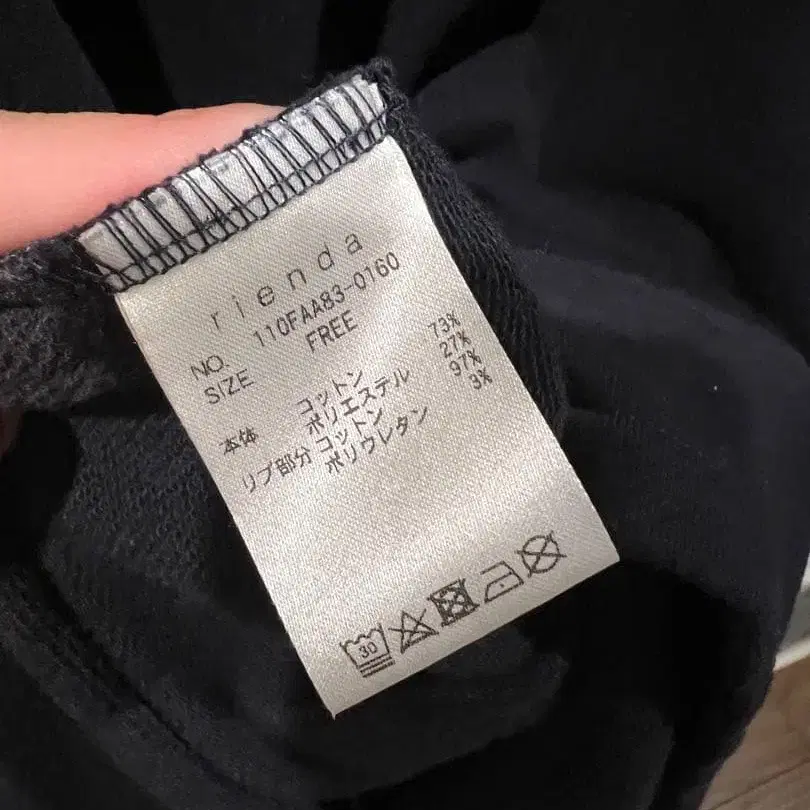 rienda
NO. 110FAA83-0160
SIZE FREE
本体 コットン 73%
ポリエステル 27%
リブ部分 コットン 97%
ポリウレタン 3%
30